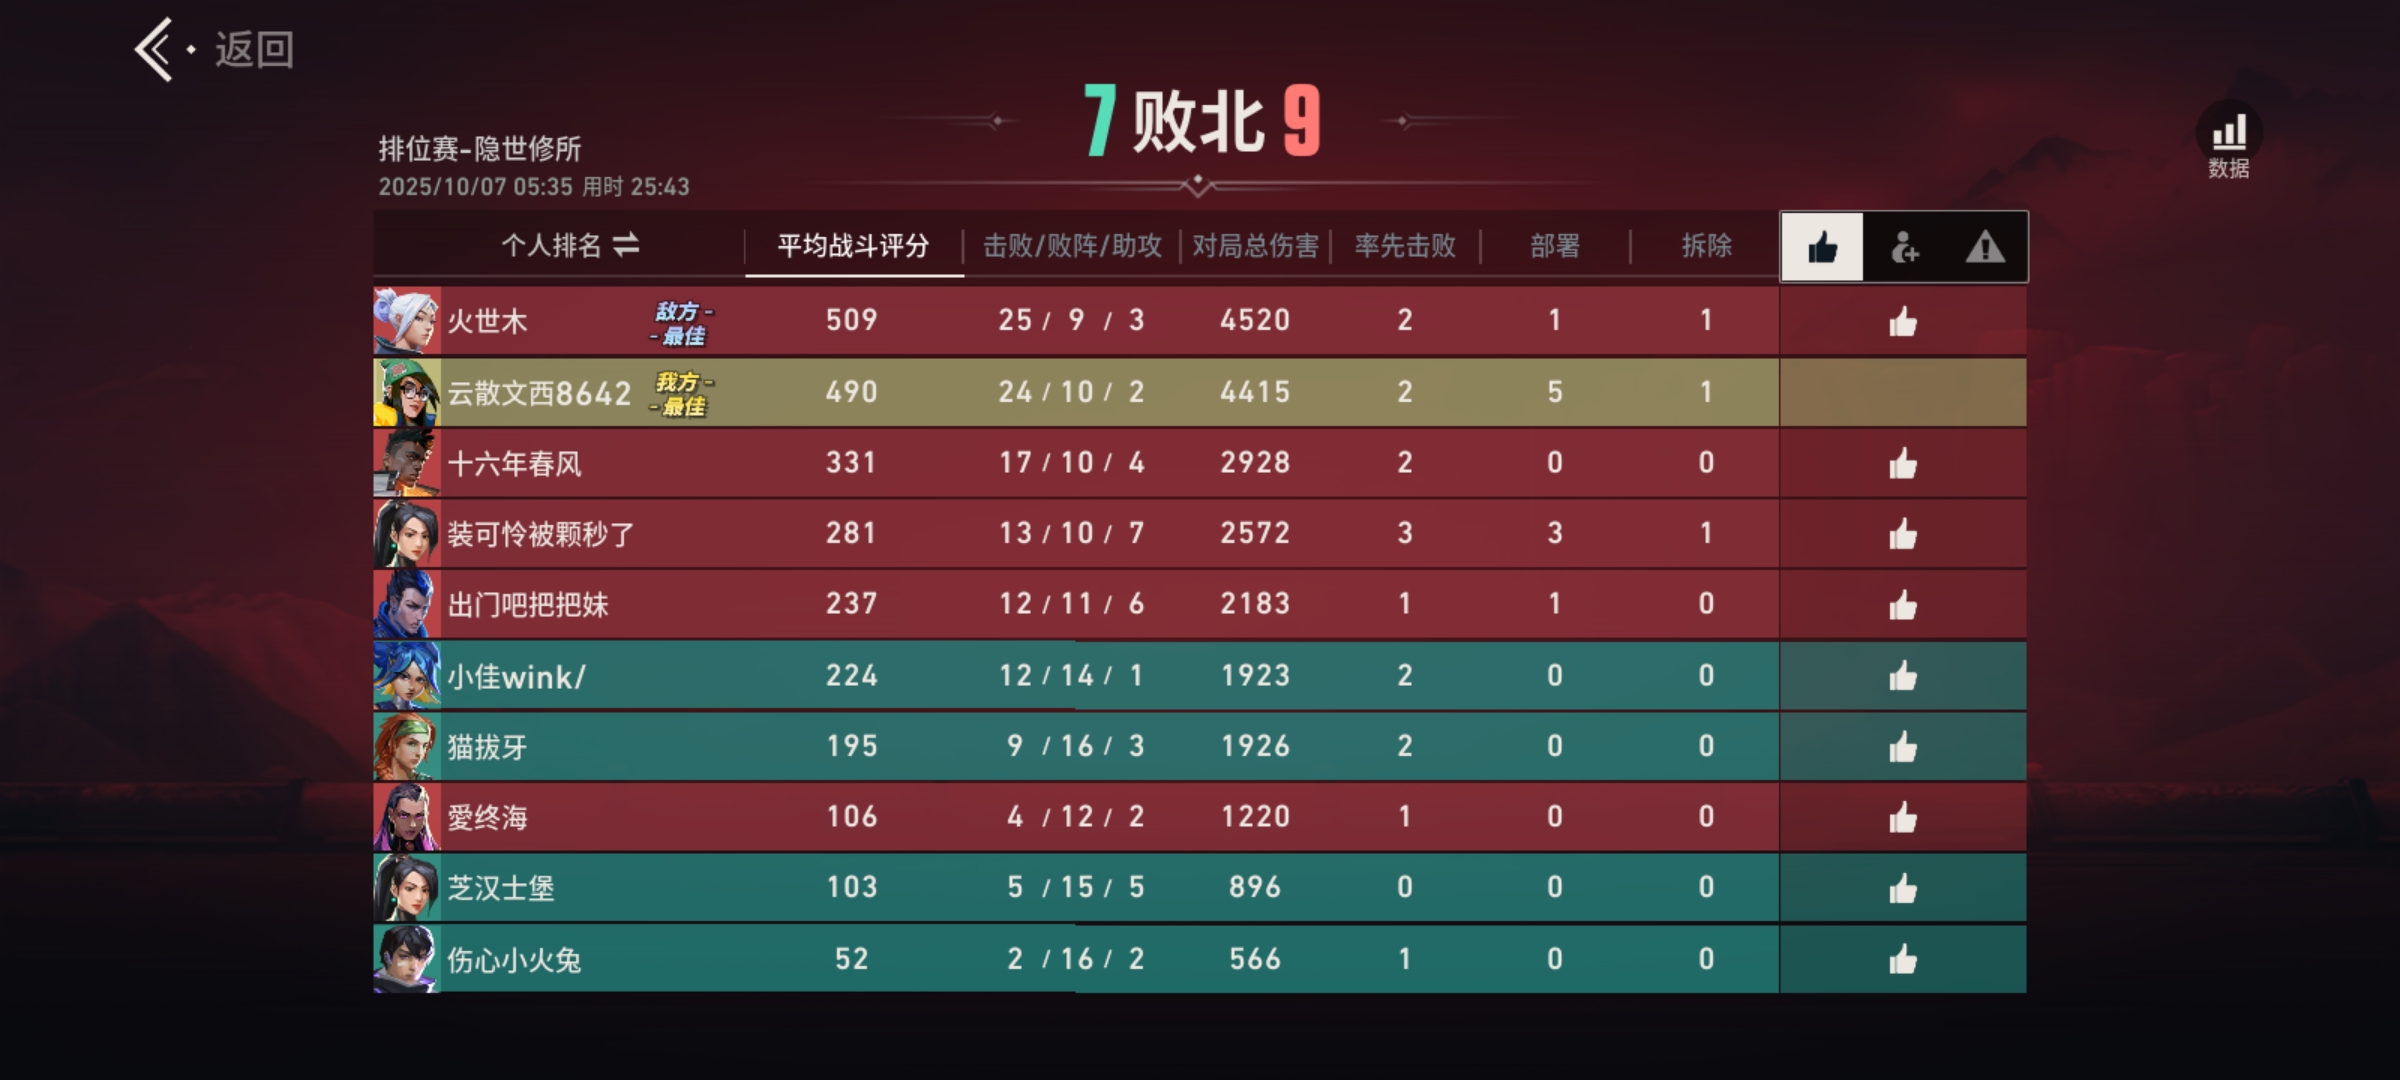 返回
7 败北 9
排位赛-隐世修所
2025/10/07 05:35 用时 25:43
数据
个人排名 平均战斗评分 击败/败阵/助攻 对局总伤害 率先击败 部署 拆除
火世木 敌方- -最佳 509 25 / 9 / 3 4520 2 1 1
云散文西8642 我方- -最佳 490 24 / 10 / 2 4415 2 5 1
十六年春风 331 17 / 10 / 4 2928 2 0 0
装可怜被颗秒了 281 13 / 10 / 7 2572 3 3 1
出门吧把把妹 237 12 / 11 / 6 2183 1 1 0
小佳wink/ 224 12 / 14 / 1 1923 2 0 0
猫拔牙 195 9 / 16 / 3 1926 2 0 0
愛终海 106 4 / 12 / 2 1220 1 0 0
芝汉士堡 103 5 / 15 / 5 896 0 0 0
伤心小火兔 52 2 / 16 / 2 566 1 0 0